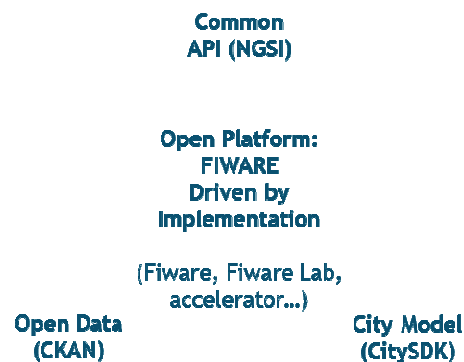 Common
API (NGSI)
Open Platform:
FIWARE
Driven by
Implementation
(Fiware, Fiware Lab,
accelerator…)
Open Data
(CKAN)
City Model
(CitySDK)